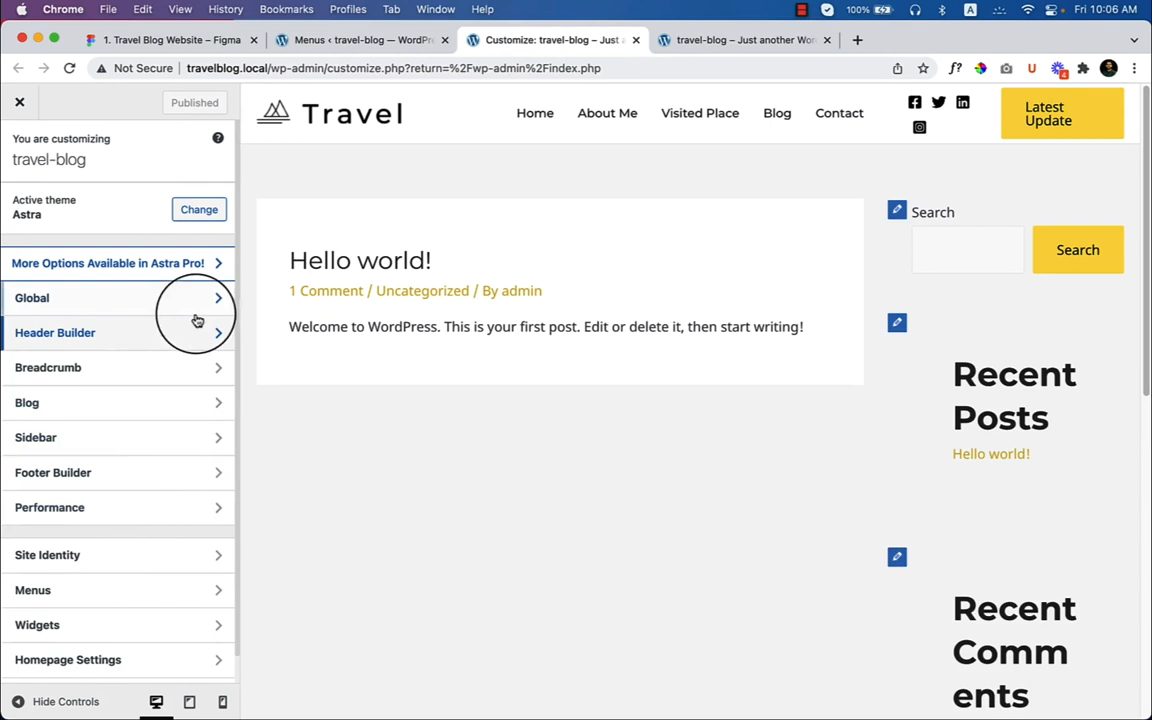 Chrome File Edit View History Bookmarks Profiles Tab Window Help 100% A Fri 10:06 AM
1. Travel Blog Website – Figma
Menus ‹ travel-blog — WordPr
Customize: travel-blog – Just a
travel-blog – Just another Wor
Not Secure travelblog.local/wp-admin/customize.php?return=%2Fwp-admin%2Findex.php f? U 4
Published
You are customizing
travel-blog
Active theme
Astra
Change
More Options Available in Astra Pro!
Global
Header Builder
Breadcrumb
Blog
Sidebar
Footer Builder
Performance
Site Identity
Menus
Widgets
Homepage Settings
Hide Controls
Travel
Home About Me Visited Place Blog Contact
Latest
Update
Hello world!
1 Comment / Uncategorized / By admin
Welcome to WordPress. This is your first post. Edit or delete it, then start writing!
Search
Search
Recent
Posts
Hello world!
Recent
Comm
ents